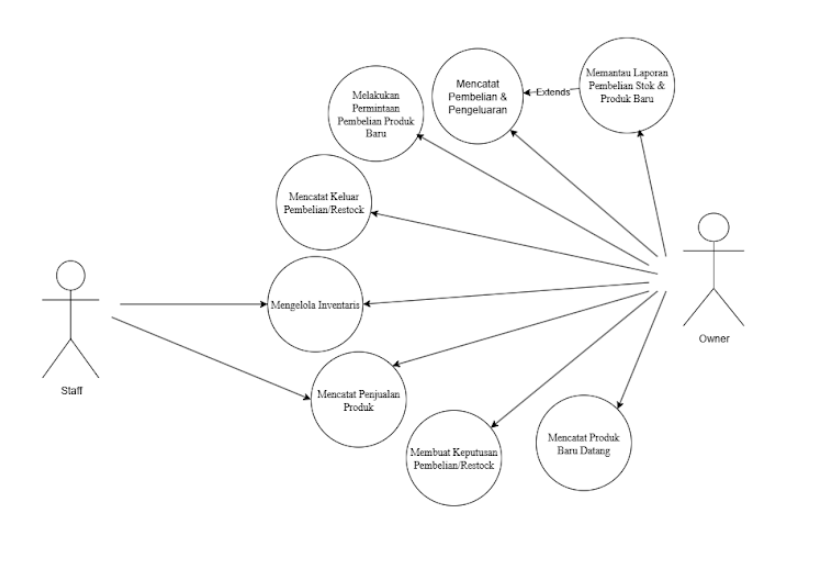 Memantau Laporan
Pembelian Stok &
Produk Baru
Mencatat
Pembelian &
Pengeluaran
Extends
Melakukan
Permintaan
Pembelian Produk
Baru
Mencatat Keluar
Pembelian/Restock
Mengelola Inventaris
Mencatat Penjualan
Produk
Membuat Keputusan
Pembelian/Restock
Mencatat Produk
Baru Datang
Staff
Owner